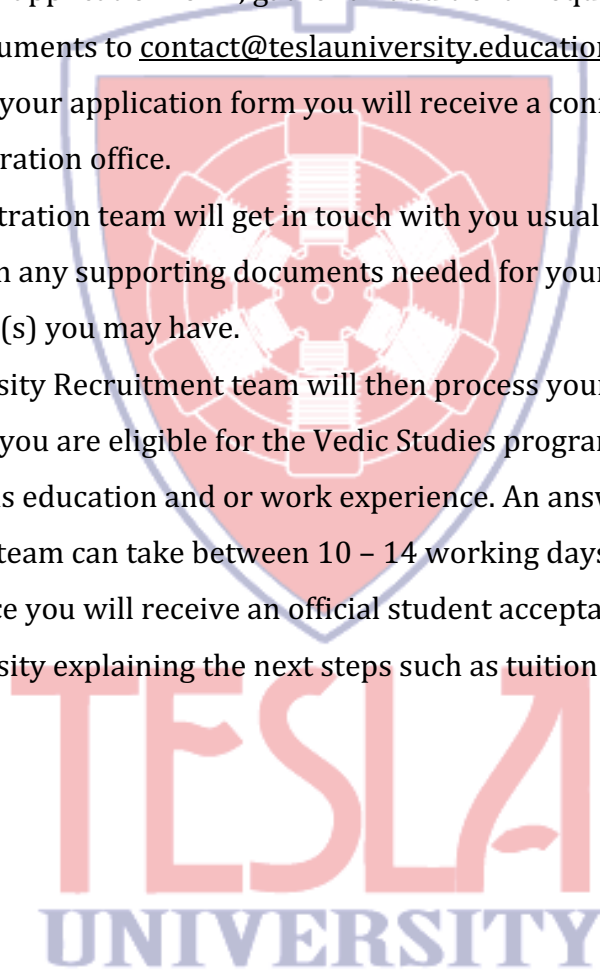 uments to contact@teslauniversity.education
your application form you will receive a con
ration office.
tration team will get in touch with you usual
n any supporting documents needed for your
(s) you may have.
sity Recruitment team will then process your
you are eligible for the Vedic Studies program
s education and or work experience. An answ
team can take between 10 – 14 working days
ce you will receive an official student accepta
sity explaining the next steps such as tuition
TESLA
UNIVERSITY